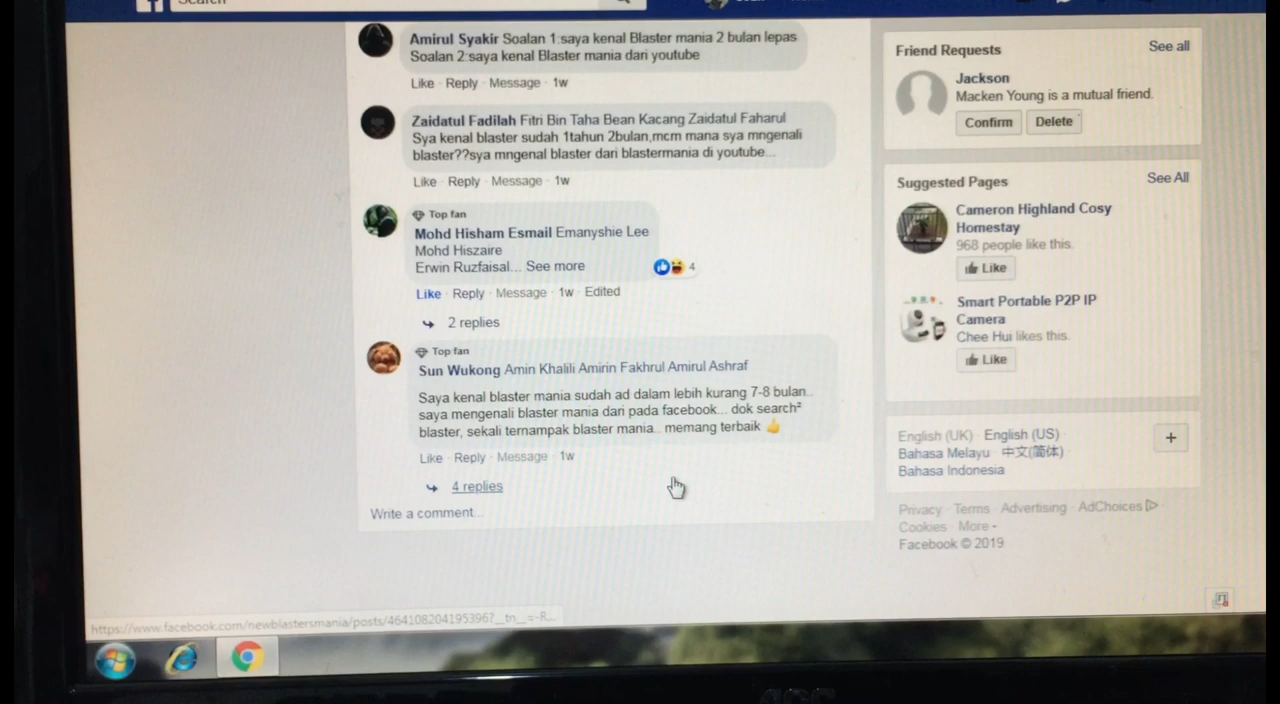 Search
Amirul Syakir Soalan 1:saya kenal Blaster mania 2 bulan lepas
Soalan 2:saya kenal Blaster mania dari youtube
Like · Reply · Message · 1w
Zaidatul Fadilah Fitri Bin Taha Bean Kacang Zaidatul Faharul
Sya kenal blaster sudah 1tahun 2bulan,mcm mana sya mngenali
blaster??sya mngenal blaster dari blastermania di youtube...
Like · Reply · Message · 1w
Top fan
Mohd Hisham Esmail Emanyshie Lee
Mohd Hiszaire
Erwin Ruzfaisal... See more
4
Like · Reply · Message · 1w · Edited
2 replies
Top fan
Sun Wukong Amin Khalili Amirin Fakhrul Amirul Ashraf
Saya kenal blaster mania sudah ad dalam lebih kurang 7-8 bulan..
saya mengenali blaster mania dari pada facebook... dok search²
blaster, sekali ternampak blaster mania.. memang terbaik 👍
Like · Reply · Message · 1w
4 replies
Write a comment...
Friend Requests
See all
Jackson
Macken Young is a mutual friend.
Confirm Delete
Suggested Pages
See All
Cameron Highland Cosy
Homestay
968 people like this.
Like
Smart Portable P2P IP
Camera
Chee Hui likes this.
Like
English (UK) · English (US) ·
Bahasa Melayu · 中文(简体) ·
Bahasa Indonesia
+
Privacy · Terms · Advertising · AdChoices ·
Cookies · More
Facebook © 2019
https://www.facebook.com/newblastersmania/posts/464108204195396?__tn__=-R...